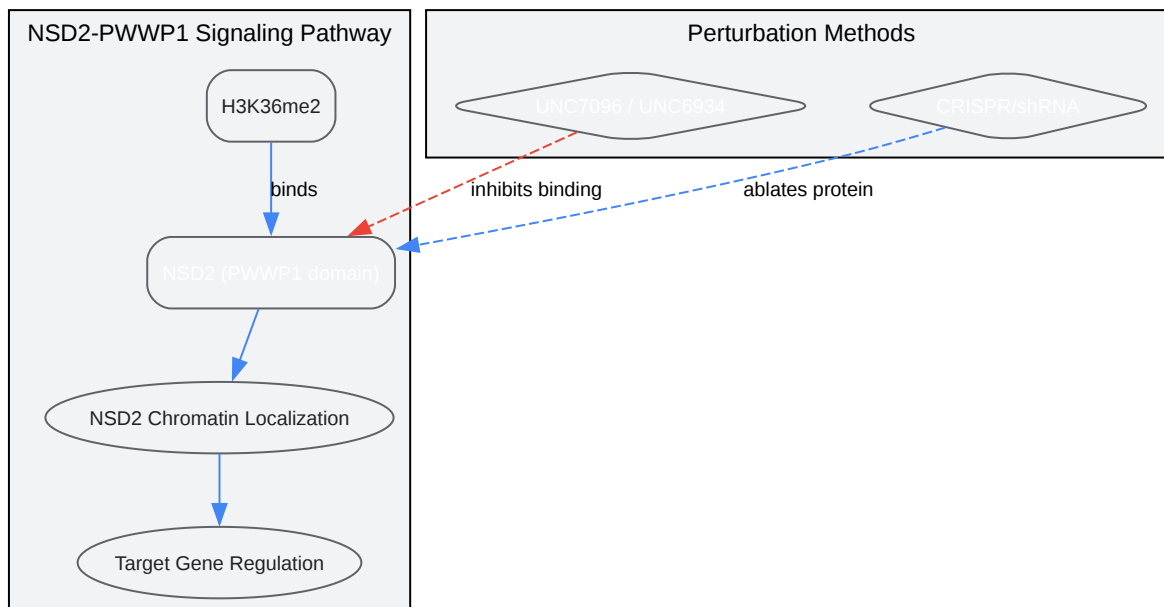 NSD2-PWWP1 Signaling Pathway
Perturbation Methods
H3K36me2
UNC7096 / UNC6934
CRISPR/shRNA
binds
inhibits binding
ablates protein
NSD2 (PWWP1 domain)
NSD2 Chromatin Localization
Target Gene Regulation